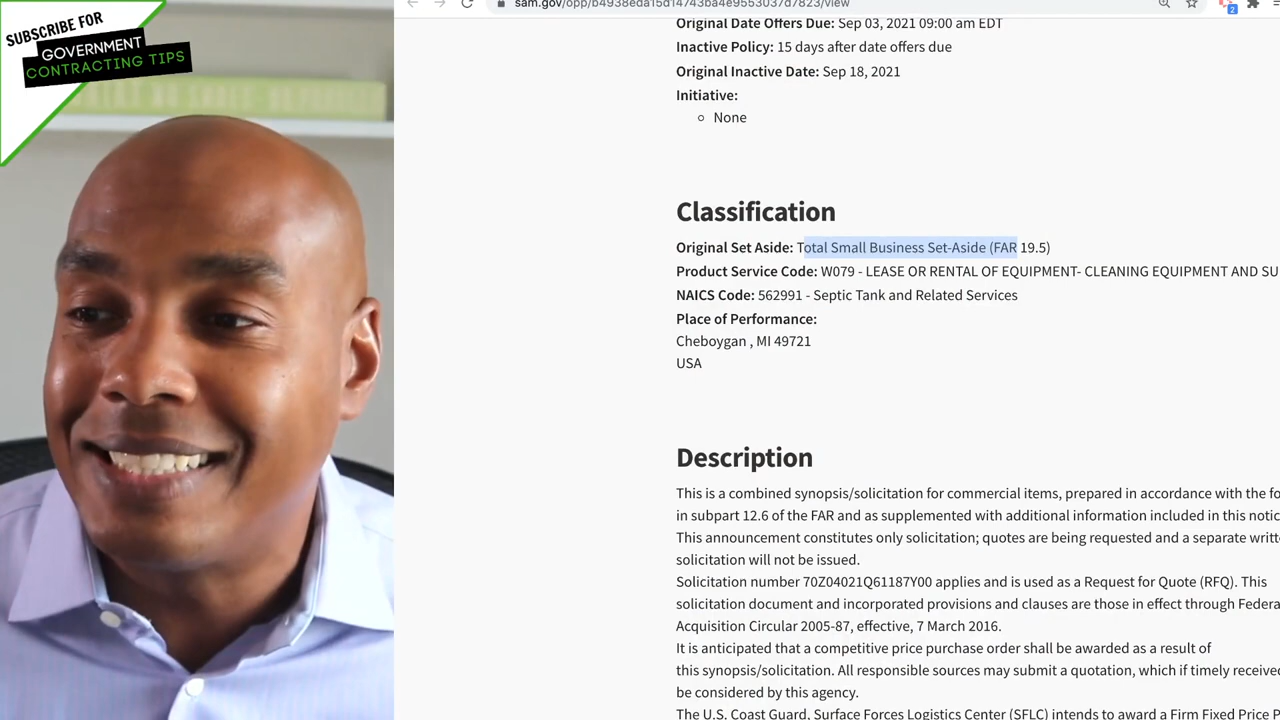 SUBSCRIBE FOR
GOVERNMENT
CONTRACTING TIPS
sam.gov/opp/b4938eda15d14743ba4e9553037d7823/view
2
Original Date Offers Due: Sep 03, 2021 09:00 am EDT
Inactive Policy: 15 days after date offers due
Original Inactive Date: Sep 18, 2021
Initiative:
None
Classification
Original Set Aside: Total Small Business Set-Aside (FAR 19.5)
Product Service Code: W079 - LEASE OR RENTAL OF EQUIPMENT- CLEANING EQUIPMENT AND SU
NAICS Code: 562991 - Septic Tank and Related Services
Place of Performance:
Cheboygan , MI 49721
USA
Description
This is a combined synopsis/solicitation for commercial items, prepared in accordance with the fo
in subpart 12.6 of the FAR and as supplemented with additional information included in this notic
This announcement constitutes only solicitation; quotes are being requested and a separate writt
solicitation will not be issued.
Solicitation number 70Z04021Q61187Y00 applies and is used as a Request for Quote (RFQ). This
solicitation document and incorporated provisions and clauses are those in effect through Federa
Acquisition Circular 2005-87, effective, 7 March 2016.
It is anticipated that a competitive price purchase order shall be awarded as a result of
this synopsis/solicitation. All responsible sources may submit a quotation, which if timely received
be considered by this agency.
The U.S. Coast Guard, Surface Forces Logistics Center (SFLC) intends to award a Firm Fixed Price P